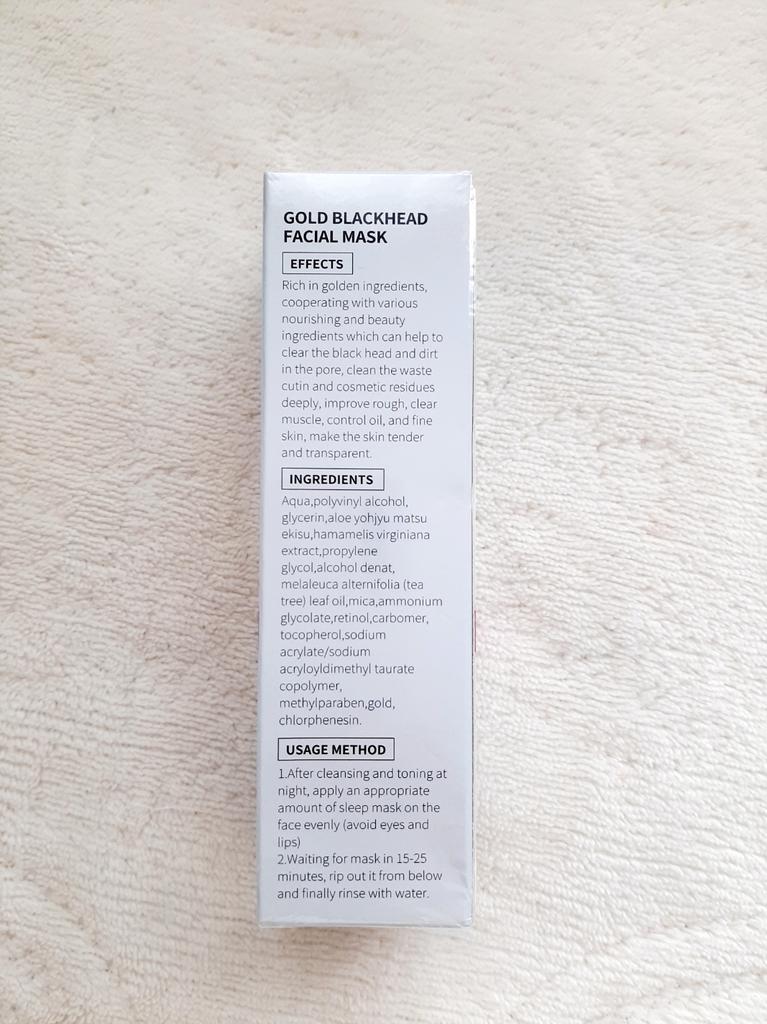 GOLD BLACKHEAD
FACIAL MASK
EFFECTS
Rich in golden ingredients,
cooperating with various
nourishing and beauty
ingredients which can help to
clear the black head and dirt
in the pore, clean the waste
cutin and cosmetic residues
deeply, improve rough, clear
muscle, control oil, and fine
skin, make the skin tender
and transparent.
INGREDIENTS
Aqua,polyvinyl alcohol,
glycerin,aloe yohjyu matsu
ekisu,hamamelis virginiana
extract,propylene
glycol,alcohol denat,
melaleuca alternifolia (tea
tree) leaf oil,mica,ammonium
glycolate,retinol,carbomer,
tocopherol,sodium
acrylate/sodium
acryloyldimethyl taurate
copolymer,
methylparaben,gold,
chlorphenesin.
USAGE METHOD
1.After cleansing and toning at
night, apply an appropriate
amount of sleep mask on the
face evenly (avoid eyes and
lips)
2.Waiting for mask in 15-25
minutes, rip out it from below
and finally rinse with water.